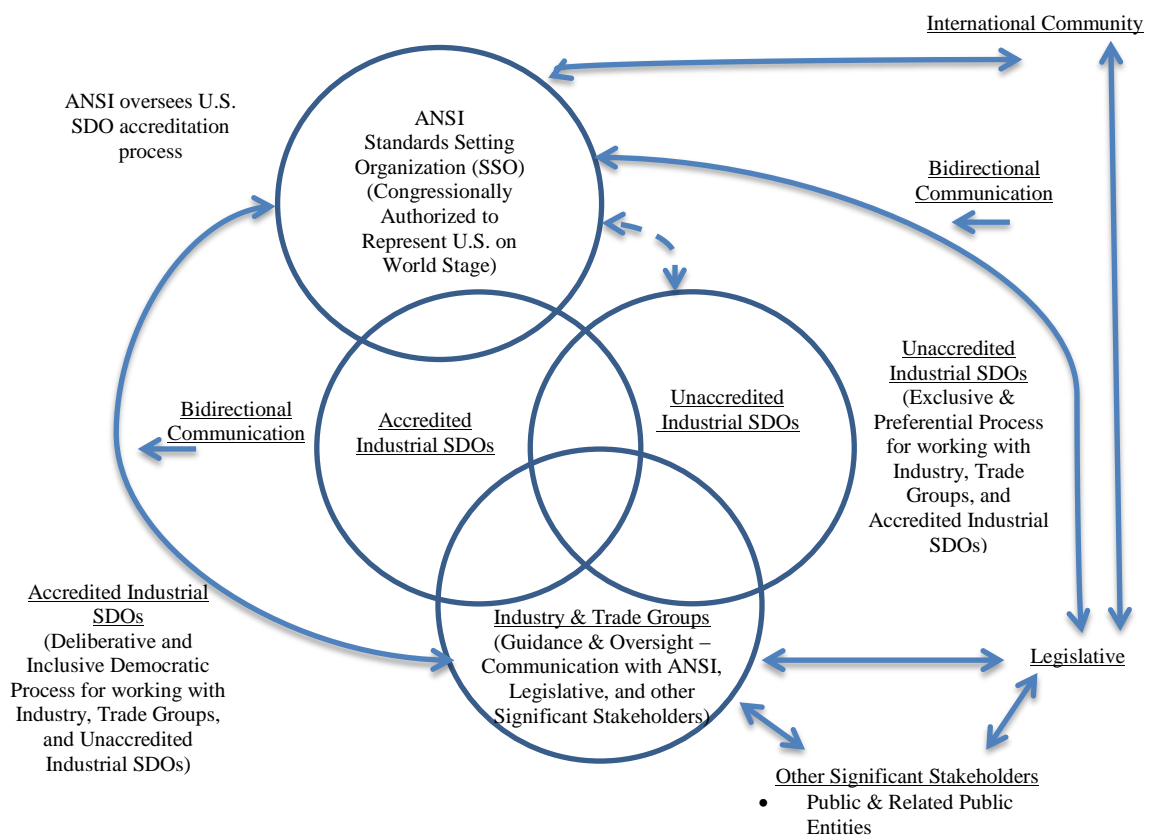 International Community
ANSI oversees U.S.
SDO accreditation
process
ANSI
Standards Setting
Organization (SSO)
(Congressionally
Authorized to
Represent U.S. on
World Stage)
Bidirectional
Communication
Unaccredited
Industrial SDOs
(Exclusive &
Preferential Process
for working with
Industry, Trade
Groups, and
Accredited Industrial
SDOs)
Bidirectional
Communication
Accredited
Industrial SDOs
Unaccredited
Industrial SDOs
Accredited Industrial
SDOs
(Deliberative and
Inclusive Democratic
Process for working with
Industry, Trade Groups,
and Unaccredited
Industrial SDOs)
Industry & Trade Groups
(Guidance & Oversight –
Communication with ANSI,
Legislative, and other
Significant Stakeholders)
Legislative
Other Significant Stakeholders
• Public & Related Public
Entities